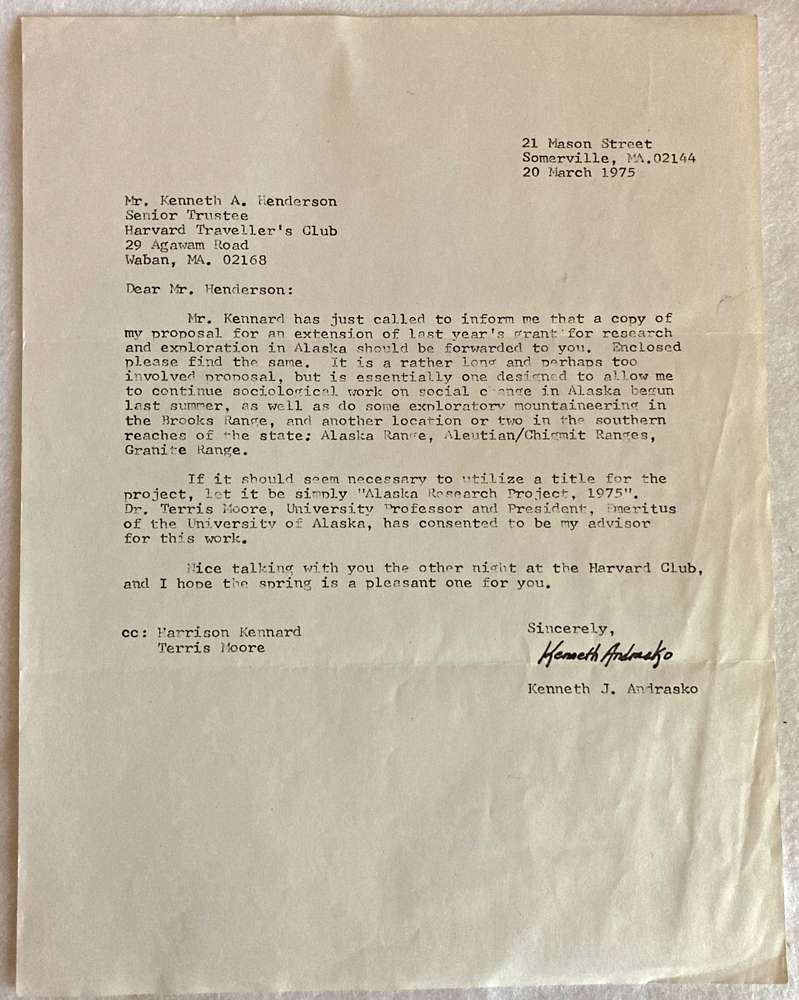 21 Mason Street
Somerville, MA.02144
20 March 1975
Mr. Kenneth A. Henderson
Senior Trustee
Harvard Traveller's Club
29 Agawam Road
Waban, MA. 02168
Dear Mr. Henderson:
Mr. Kennard has just called to inform me that a copy of
my proposal for an extension of last year's grant for research
and exploration in Alaska should be forwarded to you. Enclosed
please find the same. It is a rather long and perhaps too
involved proposal, but is essentially one designed to allow me
to continue sociological work on social change in Alaska begun
last summer, as well as do some exploratory mountaineering in
the Brooks Range, and another location or two in the southern
reaches of the state: Alaska Range, Aleutian/Chigmit Ranges,
Granite Range.
If it should seem necessary to utilize a title for the
project, let it be simply "Alaska Research Project, 1975".
Dr. Terris Moore, University Professor and President, Emeritus
of the University of Alaska, has consented to be my advisor
for this work.
Nice talking with you the other night at the Harvard Club,
and I hope the spring is a pleasant one for you.
Sincerely,
cc: Harrison Kennard
Terris Moore
Kenneth Andrasko
Kenneth J. Andrasko